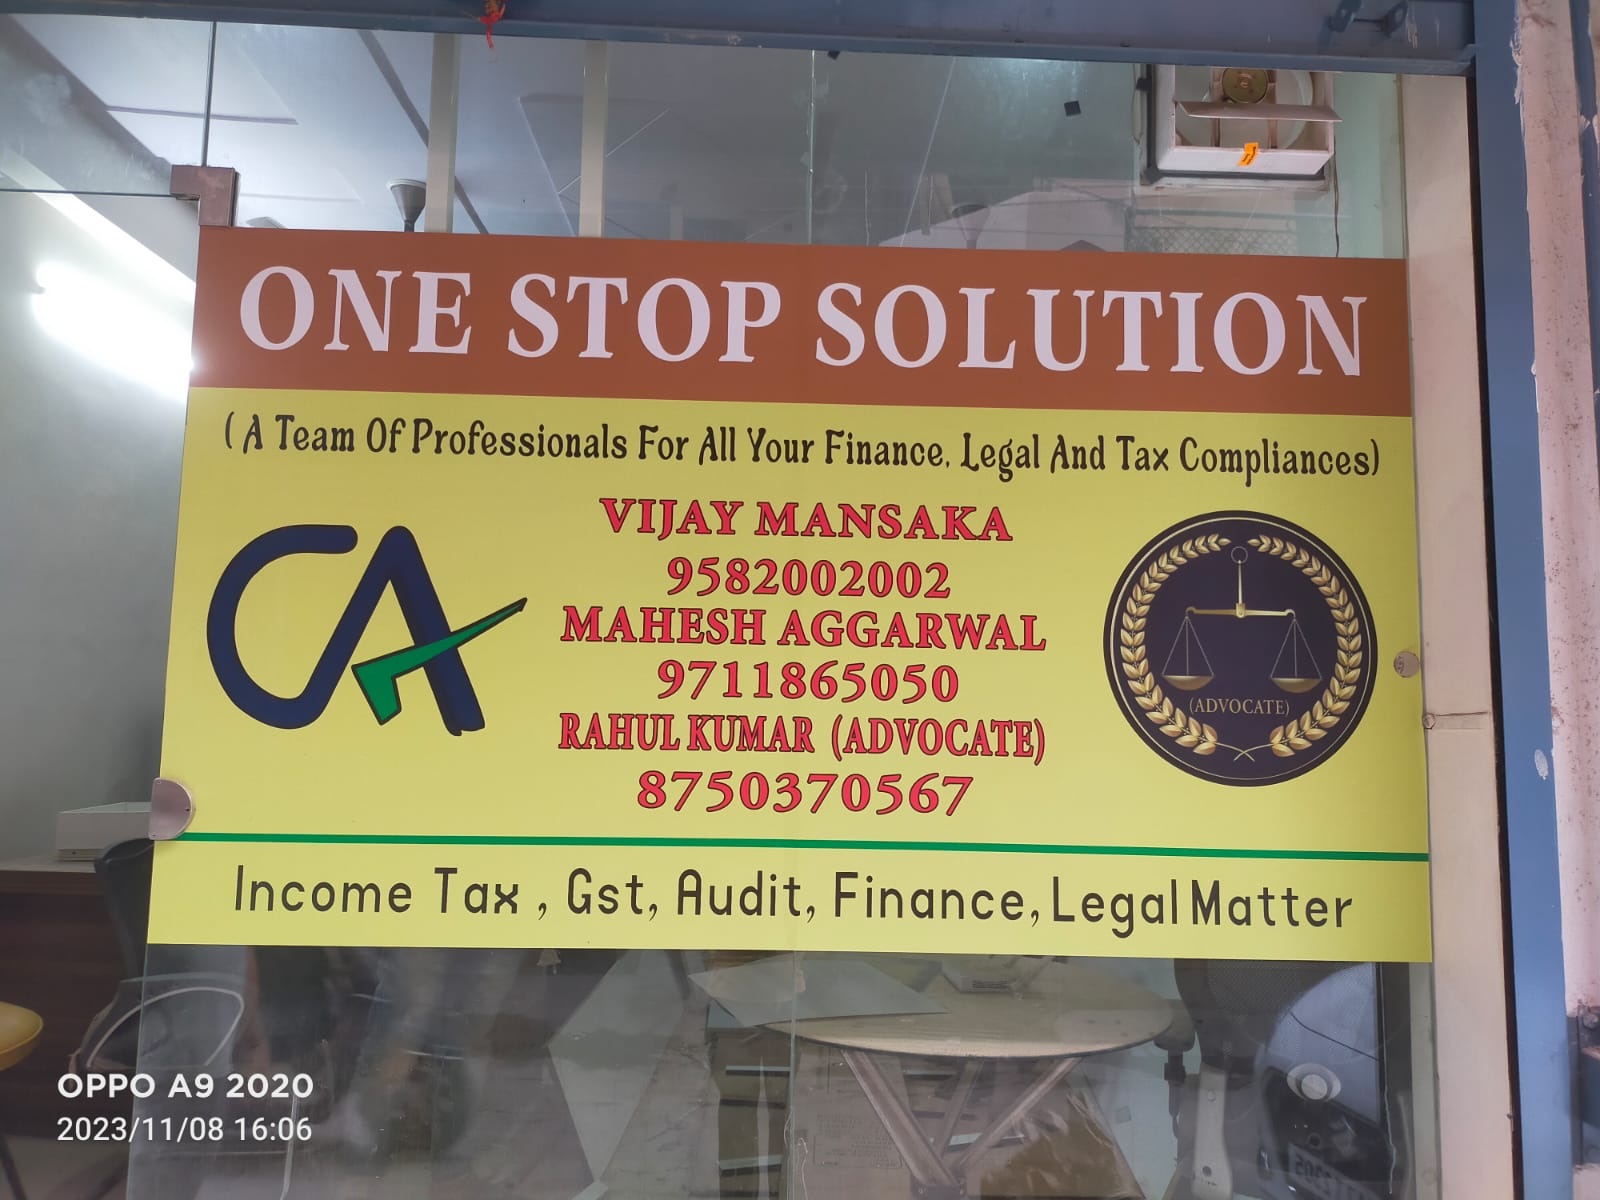 ONE STOP SOLUTION
( A Team Of Professionals For All Your Finance, Legal And Tax Compliances)
CA
VIJAY MANSAKA
9582002002
MAHESH AGGARWAL
9711865050
RAHUL KUMAR (ADVOCATE)
8750370567
(ADVOCATE)
Income Tax , Gst, Audit, Finance, Legal Matter
OPPO A9 2020
2023/11/08 16:06